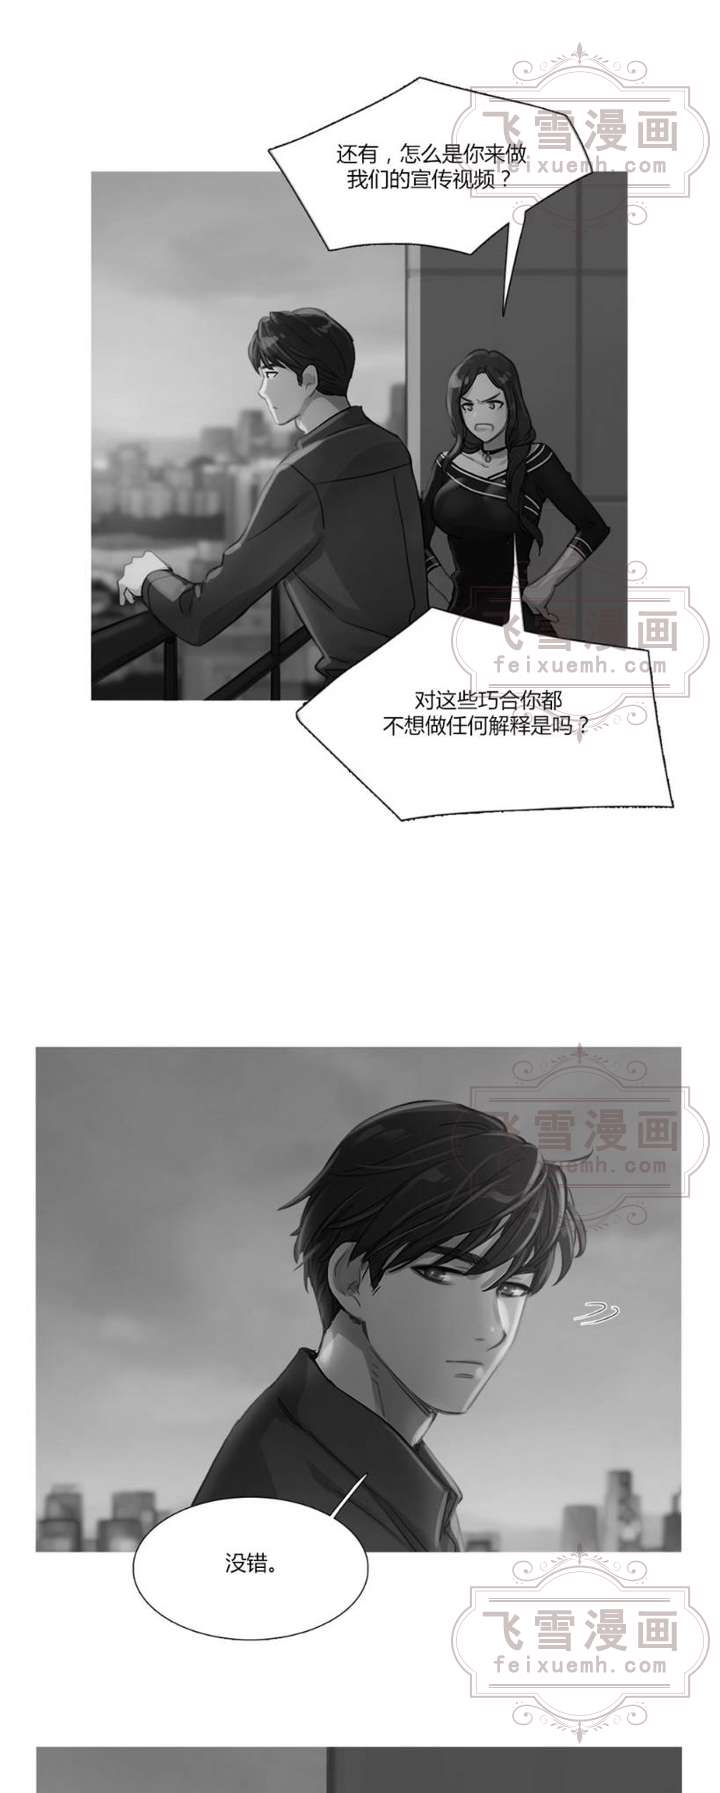 飞雪漫画
feixuemh.com
还有，怎么是你来做
我们的宣传视频？
飞雪漫画
feixuemh.com
对这些巧合你都
不想做任何解释是吗？
飞雪漫画
feixuemh.com
没错。
飞雪漫画
feixuemh.com